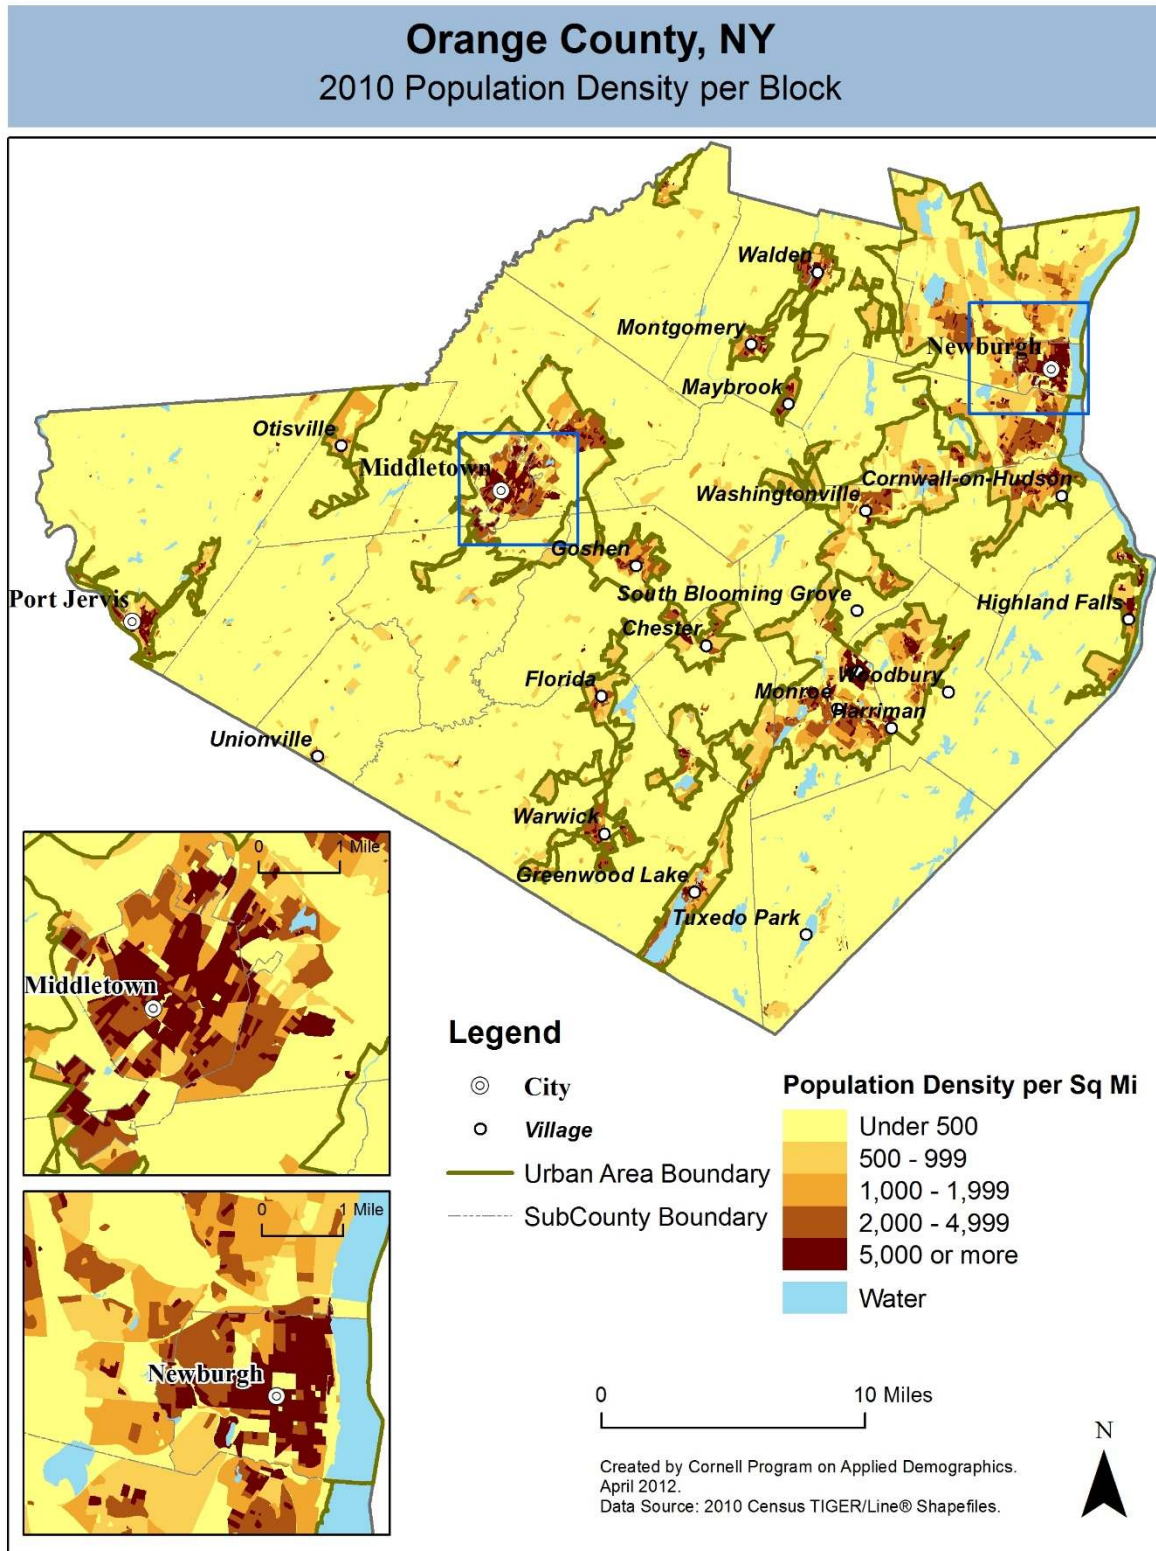 Orange County, NY
2010 Population Density per Block
Walden
Montgomery
Newburgh
Maybrook
Otisville
Middletown
Cornwall-on-Hudson
Washingtonville
Goshen
South Blooming Grove
Highland Falls
Port Jervis
Chester
Florida
Woodbury
Monroe
Harriman
Unionville
Warwick
Greenwood Lake
Tuxedo Park
0 1 Mile
Middletown
0 1 Mile
Newburgh
Legend
City
Village
Urban Area Boundary
SubCounty Boundary
Population Density per Sq Mi
Under 500
500 - 999
1,000 - 1,999
2,000 - 4,999
5,000 or more
Water
0 10 Miles
N
Created by Cornell Program on Applied Demographics.
April 2012.
Data Source: 2010 Census TIGER/Line® Shapefiles.